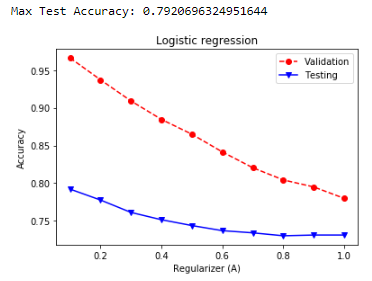 Max Test Accuracy: 0.7920696324951644
Logistic regression
Validation
Testing
0.95
0.90
0.85
0.80
0.75
Accuracy
0.2 0.4 0.6 0.8 1.0
Regularizer (A)